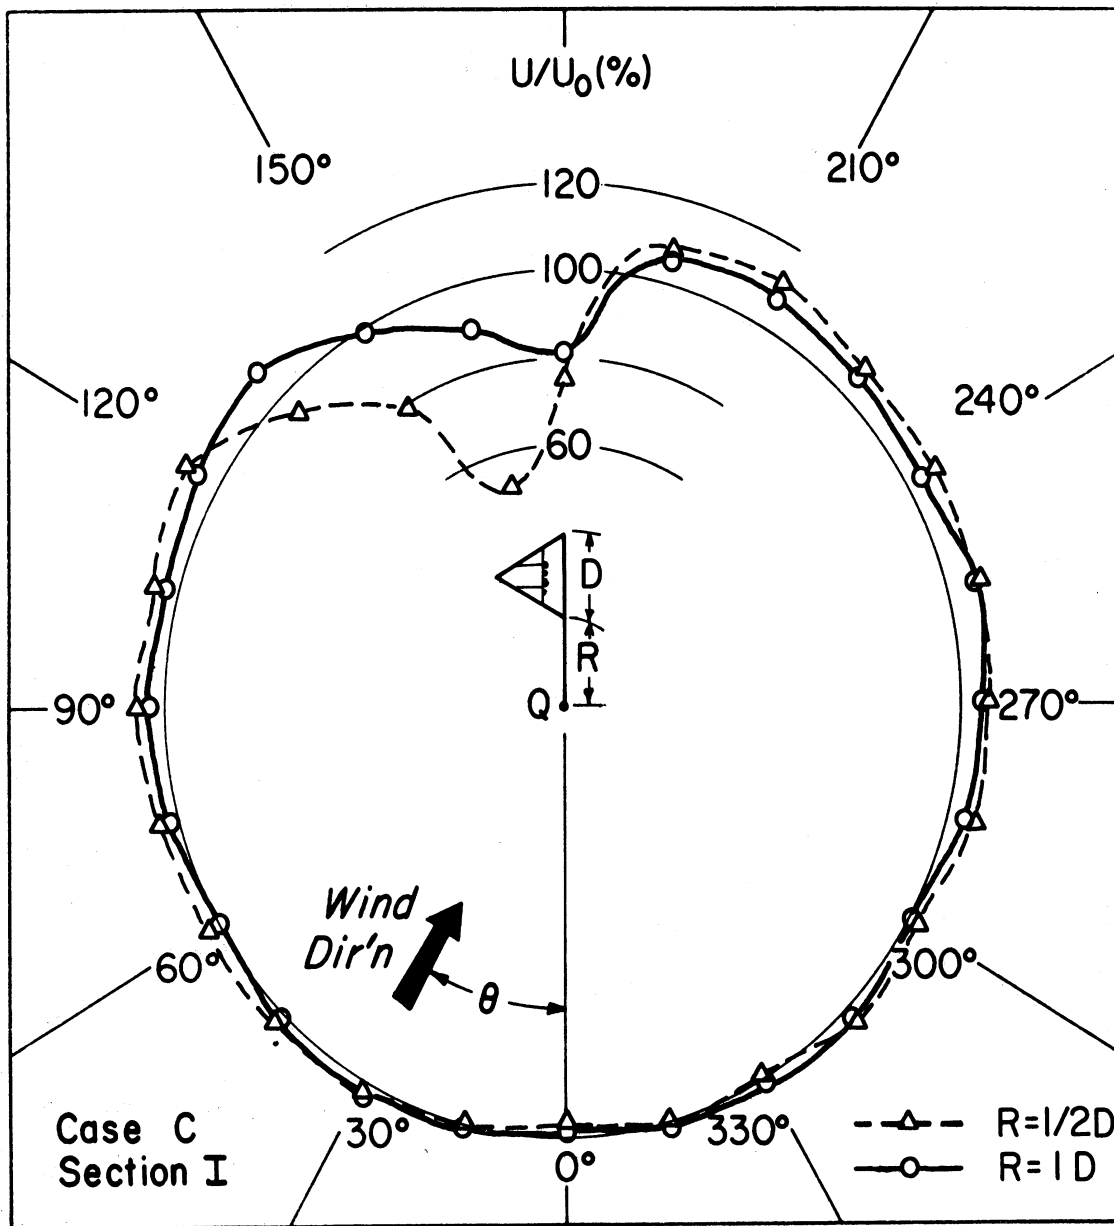 U/U₀(%)
150°
210°
120
100
120°
240°
60
D
R
Q
90°
270°
Wind
Dir'n
θ
60°
300°
30°
330°
0°
Case C
Section I
R=1/2D
R=1D